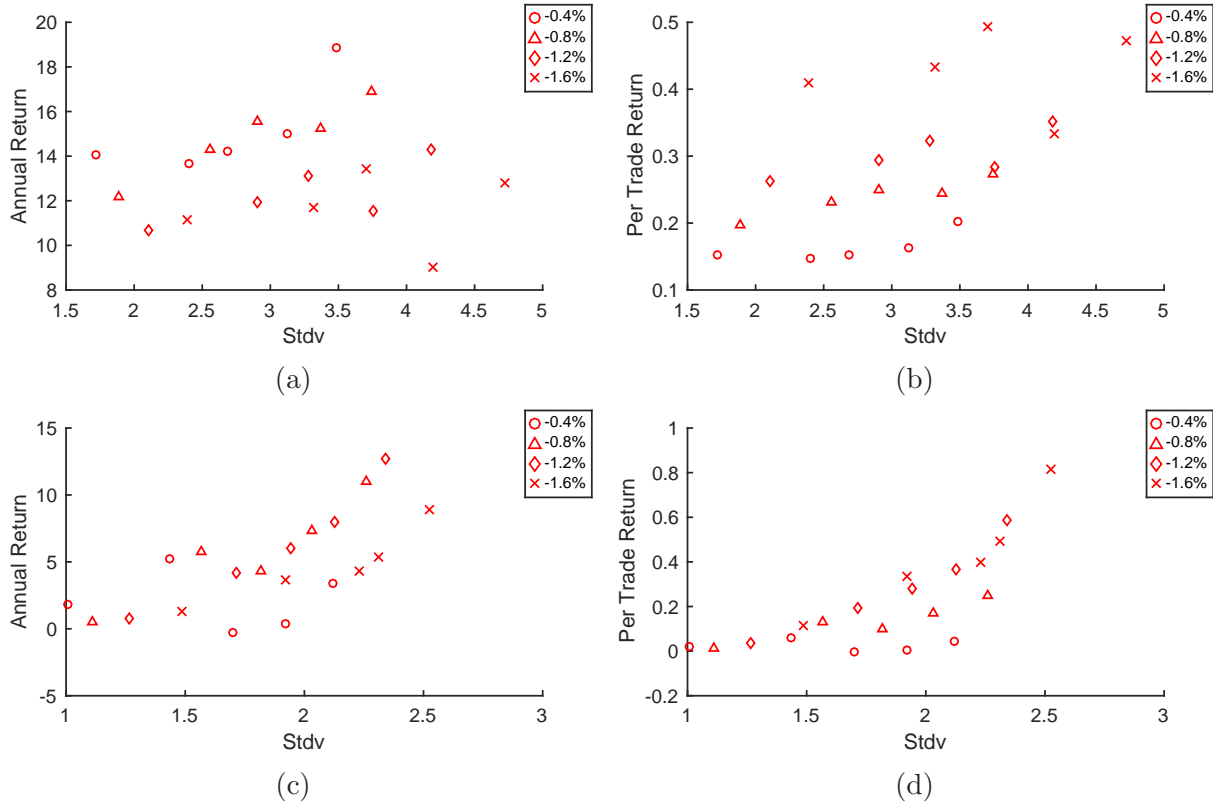 20
18
16
14
12
10
8
Annual Return
1.5 2 2.5 3 3.5 4 4.5 5
Stdv
-0.4%
-0.8%
-1.2%
-1.6%
(a)
0.5
0.4
0.3
0.2
0.1
Per Trade Return
1.5 2 2.5 3 3.5 4 4.5 5
Stdv
-0.4%
-0.8%
-1.2%
-1.6%
(b)
15
10
5
0
-5
Annual Return
1 1.5 2 2.5 3
Stdv
-0.4%
-0.8%
-1.2%
-1.6%
(c)
1
0.8
0.6
0.4
0.2
0
-0.2
Per Trade Return
1 1.5 2 2.5 3
Stdv
-0.4%
-0.8%
-1.2%
-1.6%
(d)